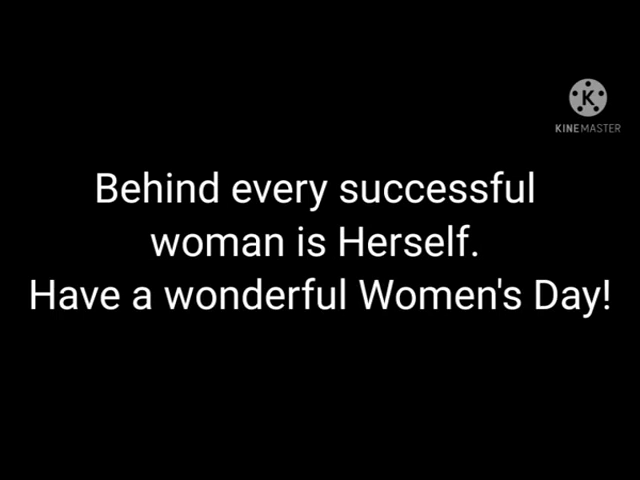 KINEMASTER
Behind every successful
woman is Herself.
Have a wonderful Women's Day!